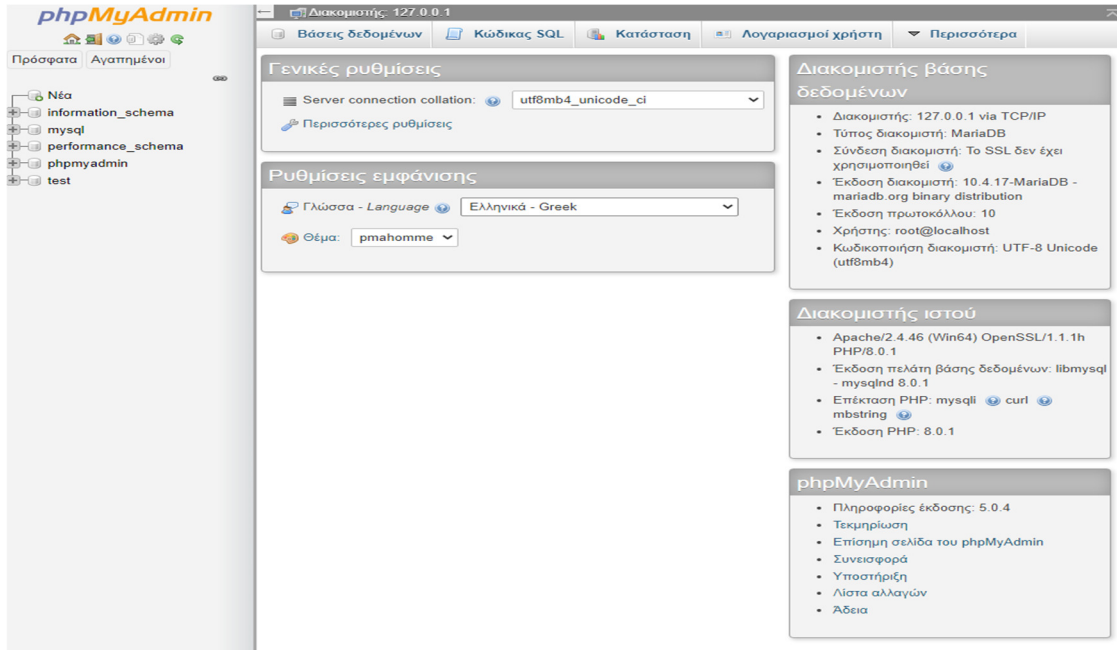 phpMyAdmin
Πρόσφατα Αγαπημένοι
Νέα
information_schema
mysql
performance_schema
phpmyadmin
test
Διακομιστής: 127.0.0.1
Βάσεις δεδομένων Κώδικας SQL Κατάσταση Λογαριασμοί χρήστη Περισσότερα
Γενικές ρυθμίσεις
Server connection collation: utf8mb4_unicode_ci
Περισσότερες ρυθμίσεις
Ρυθμίσεις εμφάνισης
Γλώσσα - Language Ελληνικά - Greek
Θέμα: pmahomme
Διακομιστής βάσης
δεδομένων
• Διακομιστής: 127.0.0.1 via TCP/IP
• Τύπος διακομιστή: MariaDB
• Σύνδεση διακομιστή: Το SSL δεν έχει
χρησιμοποιηθεί
• Έκδοση διακομιστή: 10.4.17-MariaDB -
mariadb.org binary distribution
• Έκδοση πρωτοκόλλου: 10
• Χρήστης: root@localhost
• Κωδικοποίηση διακομιστή: UTF-8 Unicode
(utf8mb4)
Διακομιστής ιστού
• Apache/2.4.46 (Win64) OpenSSL/1.1.1h
PHP/8.0.1
• Έκδοση πελάτη βάσης δεδομένων: libmysql
- mysqlnd 8.0.1
• Επέκταση PHP: mysqli curl
mbstring
• Έκδοση PHP: 8.0.1
phpMyAdmin
• Πληροφορίες έκδοσης: 5.0.4
• Τεκμηρίωση
• Επίσημη σελίδα του phpMyAdmin
• Συνεισφορά
• Υποστήριξη
• Λίστα αλλαγών
• Άδεια